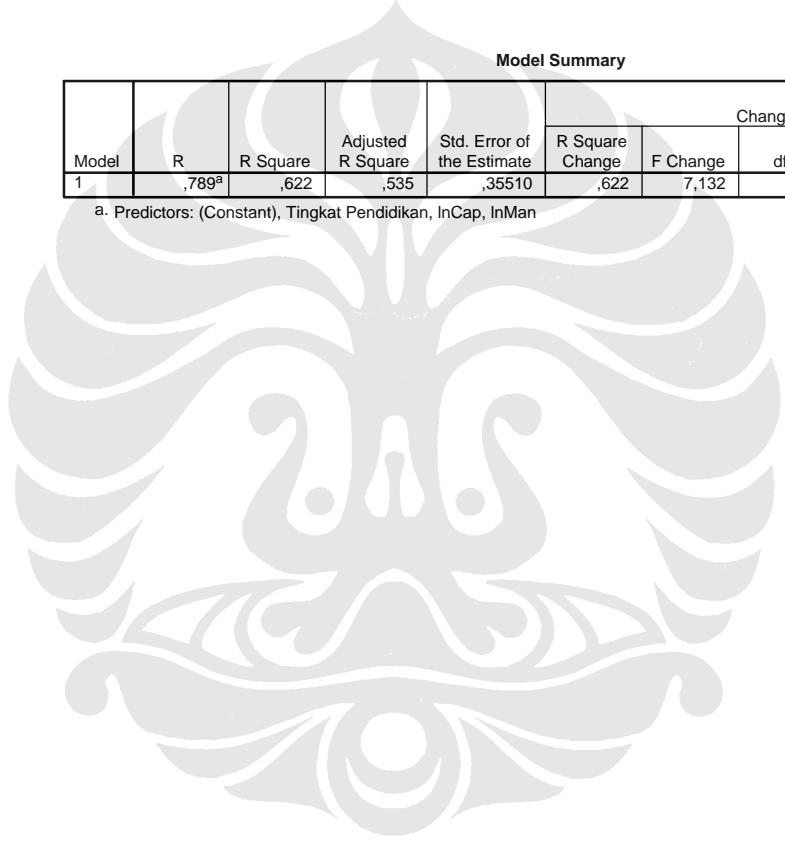 Model Summary
Chang
Model R R Square Adjusted R Square Std. Error of the Estimate R Square Change F Change df
1 ,789a ,622 ,535 ,35510 ,622 7,132
a. Predictors: (Constant), Tingkat Pendidikan, lnCap, lnMan